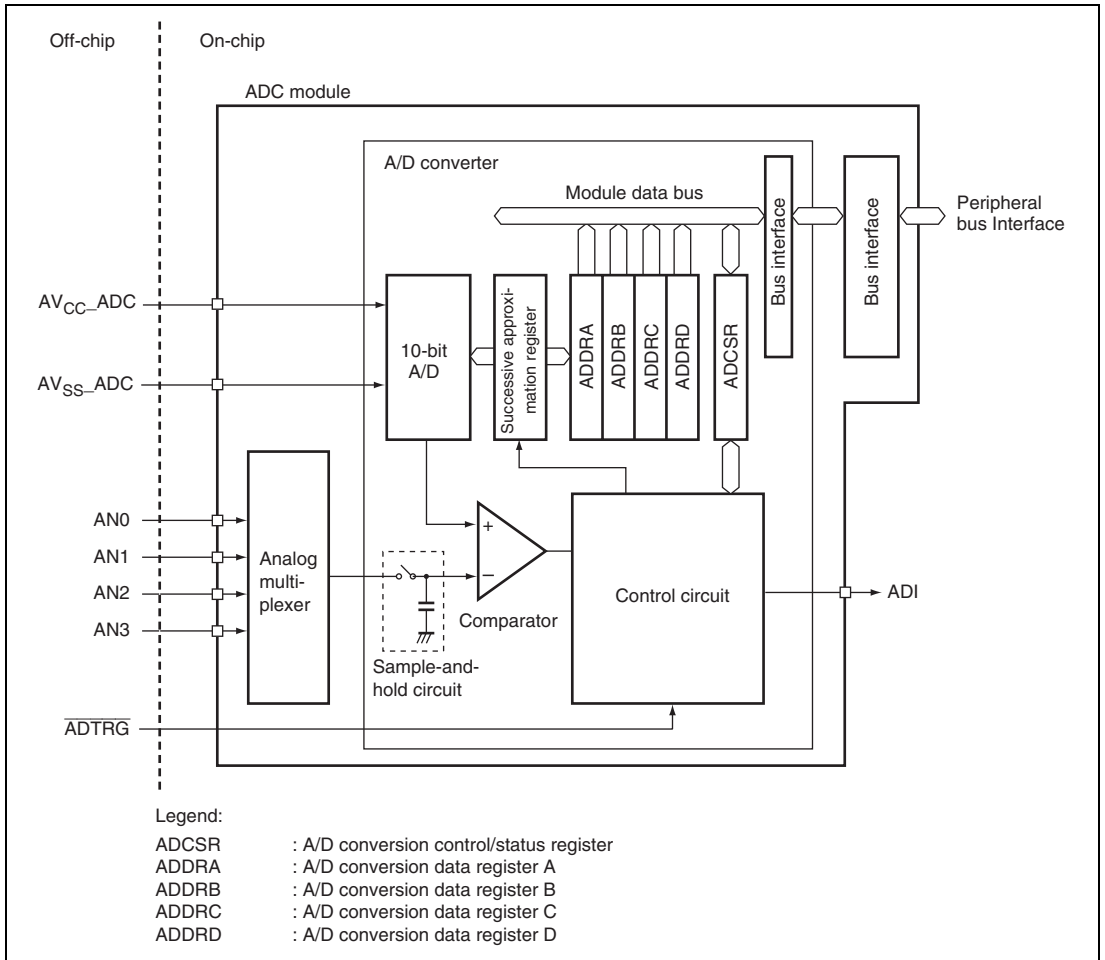 Off-chip
On-chip
ADC module
A/D converter
Module data bus
Bus interface
Bus interface
Peripheral
bus Interface
AVCC_ADC
AVSS_ADC
10-bit
A/D
Successive approxi-
mation register
ADDRA
ADDRB
ADDRC
ADDRD
ADCSR
AN0
AN1
AN2
AN3
Analog
multi-
plexer
+
−
Comparator
Sample-and-
hold circuit
Control circuit
ADI
ADTRG
Legend:
ADCSR : A/D conversion control/status register
ADDRA : A/D conversion data register A
ADDRB : A/D conversion data register B
ADDRC : A/D conversion data register C
ADDRD : A/D conversion data register D